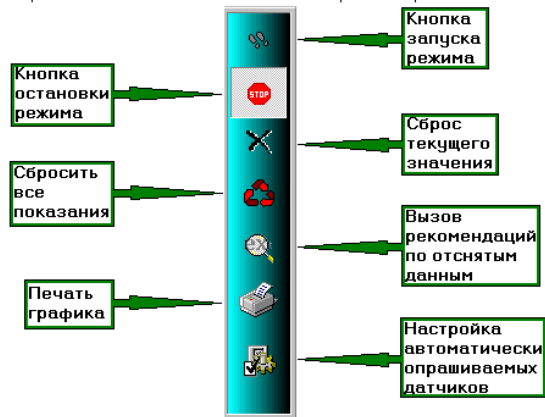 Кнопка
запуска
режима
Кнопка
остановки
режима
STOP
Сброс
текущего
значения
Сбросить
все
показания
ex
Вызов
рекомендаций
по отснятым
данным
Печать
графика
Настройка
автоматически
опрашиваемых
датчиков